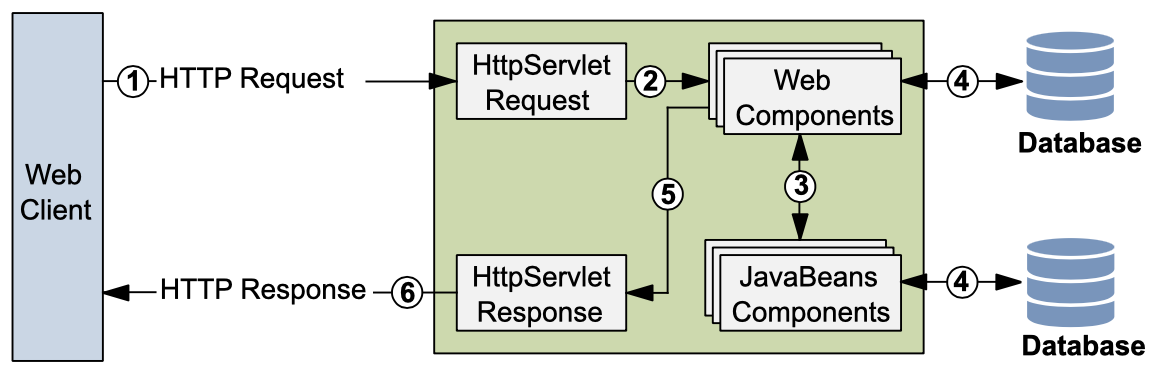 Web
Client
1
HTTP Request
HttpServlet
Request
2
Web
Components
4
Database
3
5
HTTP Response
6
HttpServlet
Response
JavaBeans
Components
4
Database